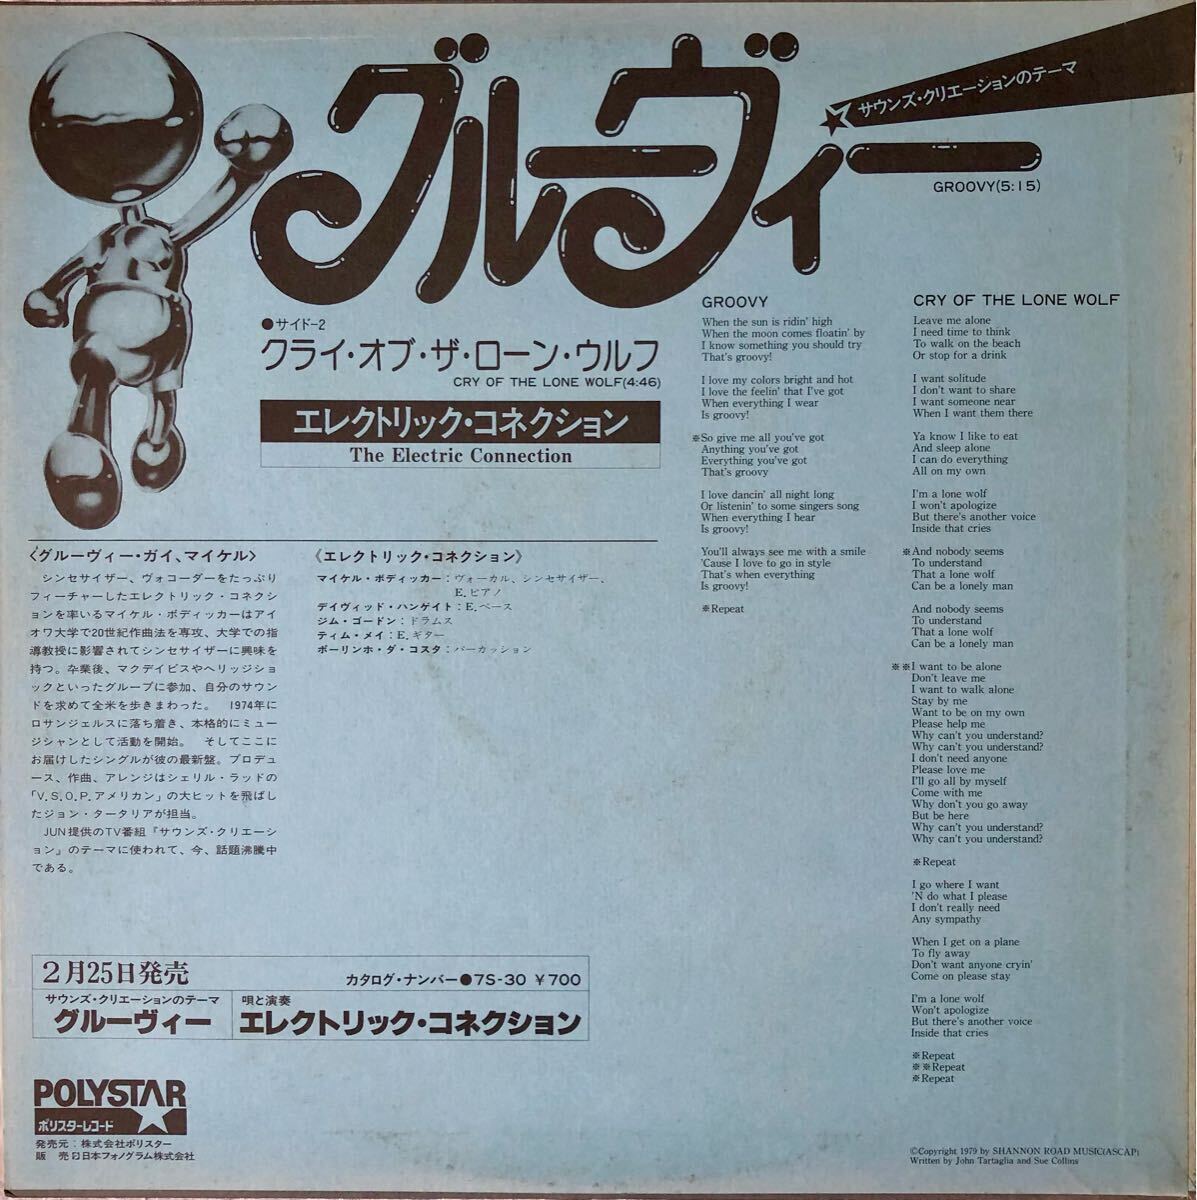 グルーヴィー
サウンズ・クリエーションのテーマ
GROOVY(5:15)
●サイド-2
クライ・オブ・ザ・ローン・ウルフ
CRY OF THE LONE WOLF(4:46)
エレクトリック・コネクション
The Electric Connection
〈グルーヴィー・ガイ、マイケル〉
シンセサイザー、ヴォコーダーをたっぷり
フィーチャーしたエレクトリック・コネクシ
ョンを率いるマイケル・ボディッカーはアイ
オワ大学で20世紀作曲法を専攻、大学での指
導教授に影響されてシンセサイザーに興味を
持つ。卒業後、マクデイビスやヘリッジショ
ックといったグループに参加、自分のサウン
ドを求めて全米を歩きまわった。 1974年に
ロサンジェルスに落ち着き、本格的にミュー
ジシャンとして活動を開始。 そしてここに
お届けしたシングルが彼の最新盤。プロデュ
ース、作曲、アレンジはシェリル・ラッドの
「V.S.O.P.アメリカン」の大ヒットを飛ばし
たジョン・タータリアが担当。
JUN提供のTV番組『サウンズ・クリエーシ
ョン』のテーマに使われて、今、話題沸騰中
である。
《エレクトリック・コネクション》
マイケル・ボディッカー：ヴォーカル、シンセサイザー、
E.ピアノ
デイヴィッド・ハンゲイト：E.ベース
ジム・ゴードン：ドラムス
ティム・メイ：E.ギター
ポーリンホ・ダ・コスタ：パーカッション
GROOVY
When the sun is ridin' high
When the moon comes floatin' by
I know something you should try
That's groovy!
I love my colors bright and hot
I love the feelin' that I've got
When everything I wear
Is groovy!
※So give me all you've got
Anything you've got
Everything you've got
That's groovy
I love dancin' all night long
Or listenin' to some singers song
When everything I hear
Is groovy!
You'll always see me with a smile
'Cause I love to go in style
That's when everything
Is groovy!
※Repeat
CRY OF THE LONE WOLF
Leave me alone
I need time to think
To walk on the beach
Or stop for a drink
I want solitude
I don't want to share
I want someone near
When I want them there
Ya know I like to eat
And sleep alone
I can do everything
All on my own
I'm a lone wolf
I won't apologize
But there's another voice
Inside that cries
※And nobody seems
To understand
That a lone wolf
Can be a lonely man
And nobody seems
To understand
That a lone wolf
Can be a lonely man
※※I want to be alone
Don't leave me
I want to walk alone
Stay by me
Want to be on my own
Please help me
Why can't you understand?
Why can't you understand?
I don't need anyone
Please love me
I'll go all by myself
Come with me
Why don't you go away
But be here
Why can't you understand?
Why can't you understand?
※Repeat
I go where I want
'N do what I please
I don't really need
Any sympathy
When I get on a plane
To fly away
Don't want anyone cryin'
Come on please stay
I'm a lone wolf
Won't apologize
But there's another voice
Inside that cries
※Repeat
※※Repeat
※Repeat
2月25日発売
カタログ・ナンバー●7S-30 ￥700
サウンズ・クリエーションのテーマ
グルーヴィー
唄と演奏
エレクトリック・コネクション
POLYSTAR
ポリスターレコード
発売元：株式会社ポリスター
販 売：日本フォノグラム株式会社
©Copyright 1979 by SHANNON ROAD MUSIC(ASCAP)
Written by John Tartaglia and Sue Collins